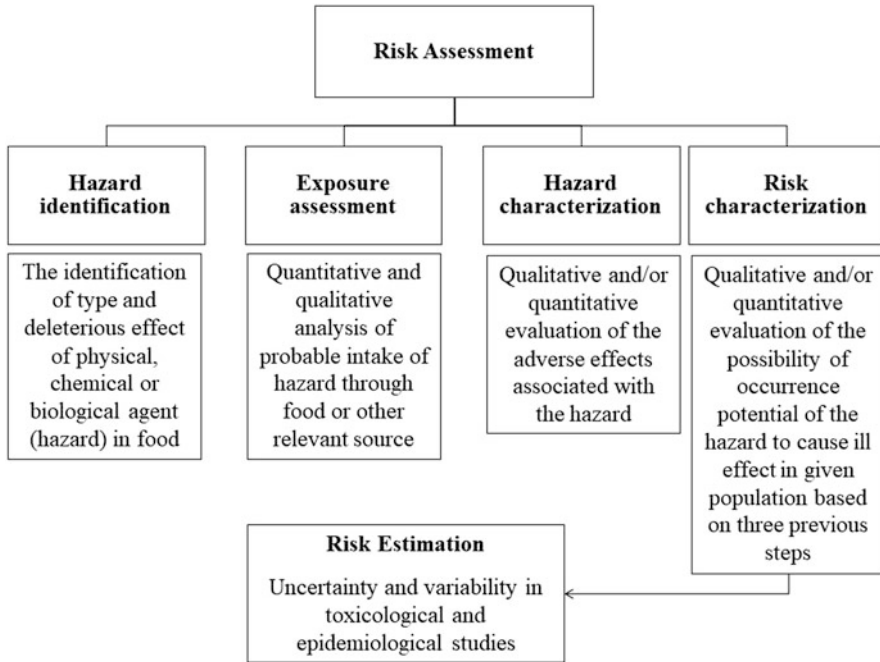 Risk Assessment
Hazard
identification
The identification
of type and
deleterious effect
of physical,
chemical or
biological agent
(hazard) in food
Exposure
assessment
Quantitative and
qualitative
analysis of
probable intake of
hazard through
food or other
relevant source
Hazard
characterization
Qualitative and/or
quantitative
evaluation of the
adverse effects
associated with
the hazard
Risk
characterization
Qualitative and/or
quantitative
evaluation of the
possibility of
occurrence
potential of the
hazard to cause ill
effect in given
population based
on three previous
steps
Risk Estimation
Uncertainty and variability in
toxicological and
epidemiological studies